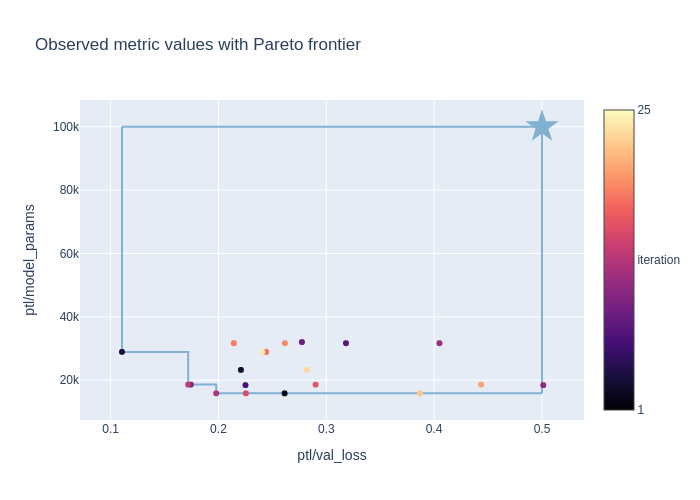 Observed metric values with Pareto frontier
100k
80k
60k
40k
20k
0.1
0.2
0.3
0.4
0.5
ptl/model_params
ptl/val_loss
25
iteration
1